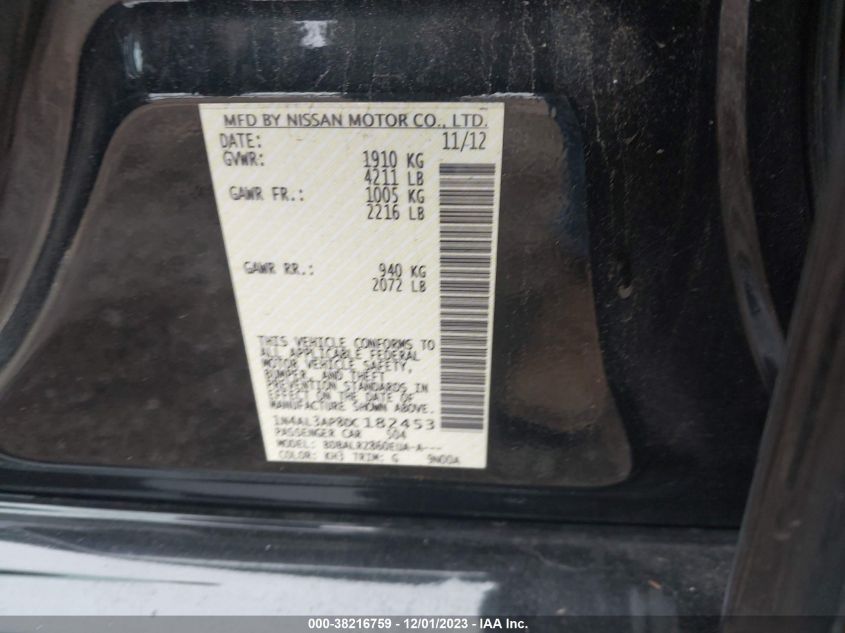 MFD BY NISSAN MOTOR CO., LTD.
DATE: 11/12
GVWR: 1910 KG
4211 LB
GAWR FR.: 1005 KG
2216 LB
GAWR RR.: 940 KG
2072 LB
THIS VEHICLE CONFORMS TO
ALL APPLICABLE FEDERAL
MOTOR VEHICLE SAFETY,
BUMPER, AND THEFT
PREVENTION STANDARDS IN
EFFECT ON THE DATE OF
MANUFACTURE SHOWN ABOVE.
1N4AL3AP8DC182453
PASSENGER CAR S04
MODEL:
COLOR: KH3 TRIM: G 9N00A
000-38216759 - 12/01/2023 - IAA Inc.